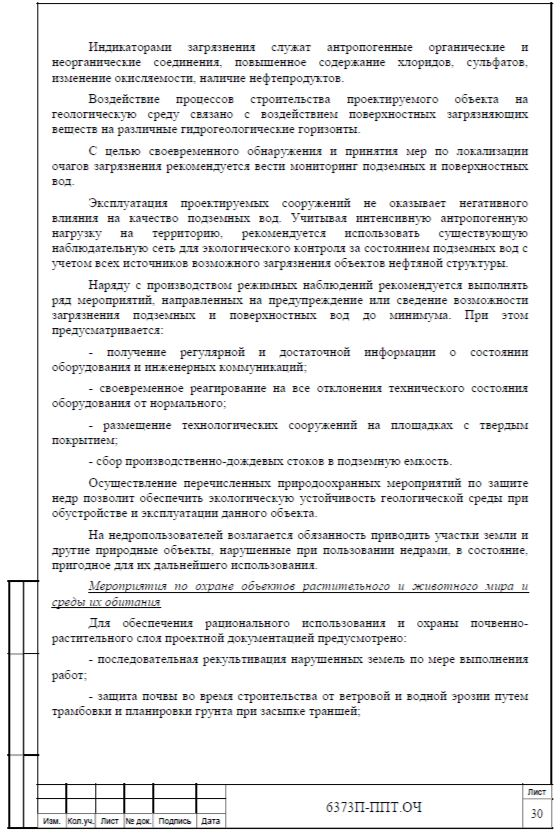 Индикаторами загрязнения служат антропогенные органические и
неорганические соединения, повышенное содержание хлоридов, сульфатов,
изменение окисляемости, наличие нефтепродуктов.
Воздействие процессов строительства проектируемого объекта на
геологическую среду связано с воздействием поверхностных загрязняющих
веществ на различные гидрогеологические горизонты.
С целью своевременного обнаружения и принятия мер по локализации
очагов загрязнения рекомендуется вести мониторинг подземных и поверхностных
вод.
Эксплуатация проектируемых сооружений не оказывает негативного
влияния на качество подземных вод. Учитывая интенсивную антропогенную
нагрузку на территорию, рекомендуется использовать существующую
наблюдательную сеть для экологического контроля за состоянием подземных вод с
учетом всех источников возможного загрязнения объектов нефтяной структуры.
Наряду с производством режимных наблюдений рекомендуется выполнять
ряд мероприятий, направленных на предупреждение или сведение возможности
загрязнения подземных и поверхностных вод до минимума. При этом
предусматривается:
- получение регулярной и достаточной информации о состоянии
оборудования и инженерных коммуникаций;
- своевременное реагирование на все отклонения технического состояния
оборудования от нормального;
- размещение технологических сооружений на площадках с твердым
покрытием;
- сбор производственно-дождевых стоков в подземную емкость.
Осуществление перечисленных природоохранных мероприятий по защите
недр позволит обеспечить экологическую устойчивость геологической среды при
обустройстве и эксплуатации данного объекта.
На недропользователей возлагается обязанность приводить участки земли и
другие природные объекты, нарушенные при пользовании недрами, в состояние,
пригодное для их дальнейшего использования.
Мероприятия по охране объектов растительного и животного мира и
среды их обитания
Для обеспечения рационального использования и охраны почвенно-
растительного слоя проектной документацией предусмотрено:
- последовательная рекультивация нарушенных земель по мере выполнения
работ;
- защита почвы во время строительства от ветровой и водной эрозии путем
трамбовки и планировки грунта при засыпке траншей;
6373П-ППТ.ОЧ
Лист
30
Изм. Кол.уч. Лист № док. Подпись Дата